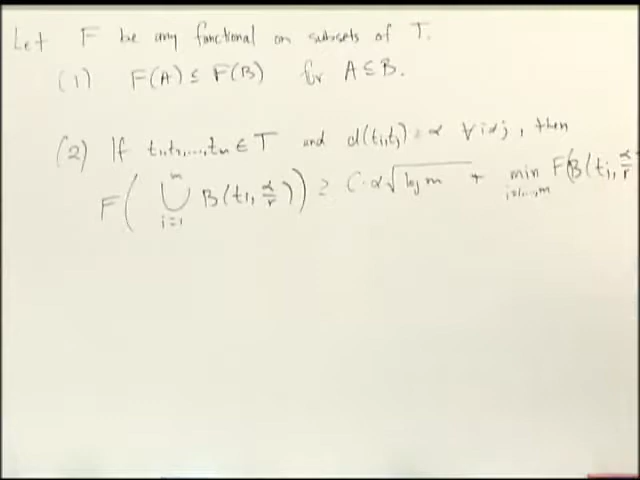 Let F be any functional on subsets of T.
(1) F(A) ≤ F(B) for A ⊆ B.
(2) If t₁, t₂, ..., tₘ ∈ T and d(tᵢ, tⱼ) ≥ α ∀ i≠j, then
F( ⋃ᵢ₌₁ᵐ B(tᵢ, α/r) ) ≥ C·α√(log m) + min_{i=1,...,m} F(B(tᵢ, α/r